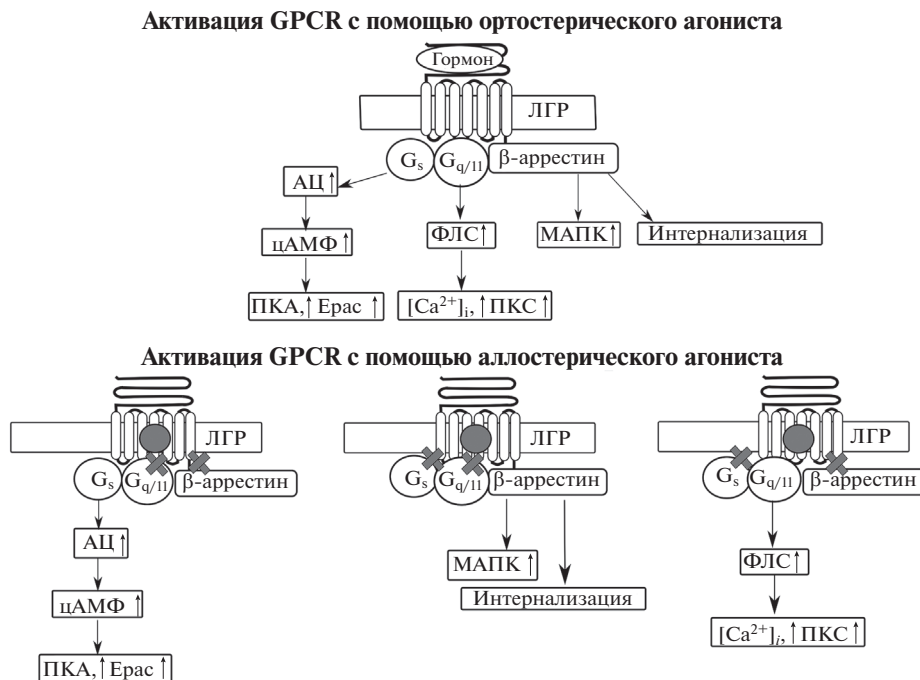 Активация GPCR с помощью ортостерического агониста
Гормон
ЛГР
Gs Gq/11 β-аррестин
АЦ↑
цАМФ↑ ФЛС↑ МАПК↑ Интернализация
ПКА,↑ Epac ↑ [Ca²⁺]i,↑ПКС↑
Активация GPCR с помощью аллостерического агониста
ЛГР ЛГР ЛГР
Gs Gq/11 β-аррестин Gs Gq/11 β-аррестин Gs Gq/11 β-аррестин
АЦ↑ МАПК↑ ФЛС↑
цАМФ↑ Интернализация
[Ca²⁺]i,↑ПКС↑
ПКА,↑Epac↑